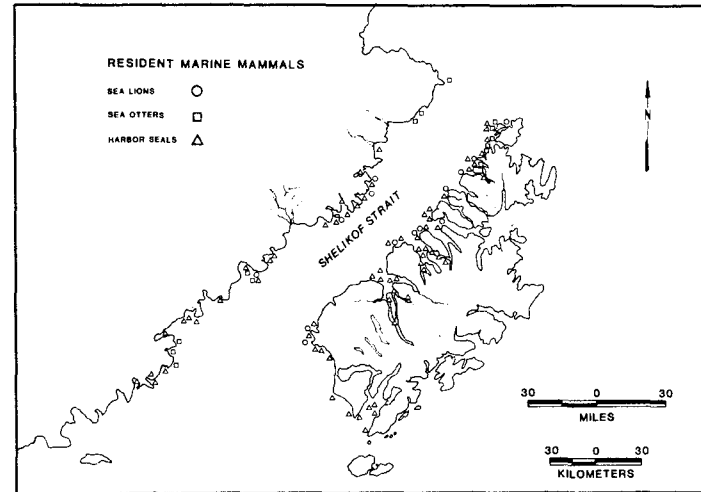 RESIDENT MARINE MAMMALS
SEA LIONS
SEA OTTERS
HARBOR SEALS
N
SHELIKOF STRAIT
30 0 30
MILES
30 0 30
KILOMETERS